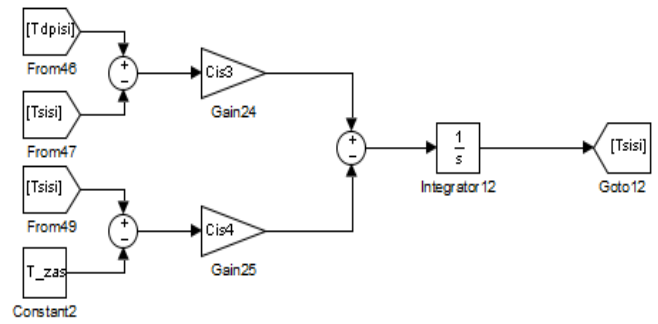 [Tdpisi]
From46
[Tsisi]
From47
[Tsisi]
From49
T_zas
Constant2
+
−
+
−
Cis3
Gain24
Cis4
Gain25
+
−
1
s
Integrator12
[Tsisi]
Goto12